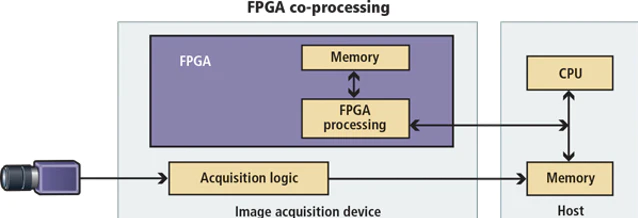 FPGA co-processing
FPGA
Memory
FPGA
processing
CPU
Acquisition logic
Memory
Image acquisition device
Host